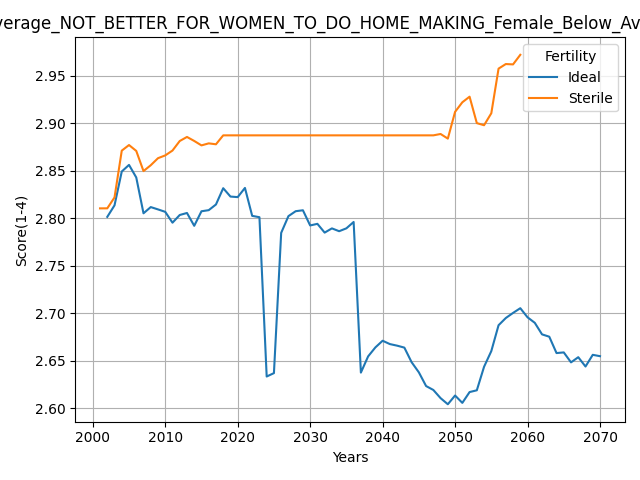 verage_NOT_BETTER_FOR_WOMEN_TO_DO_HOME_MAKING_Female_Below_Av
2.95
2.90
2.85
2.80
2.75
2.70
2.65
2.60
Score(1-4)
Fertility
Ideal
Sterile
2000 2010 2020 2030 2040 2050 2060 2070
Years